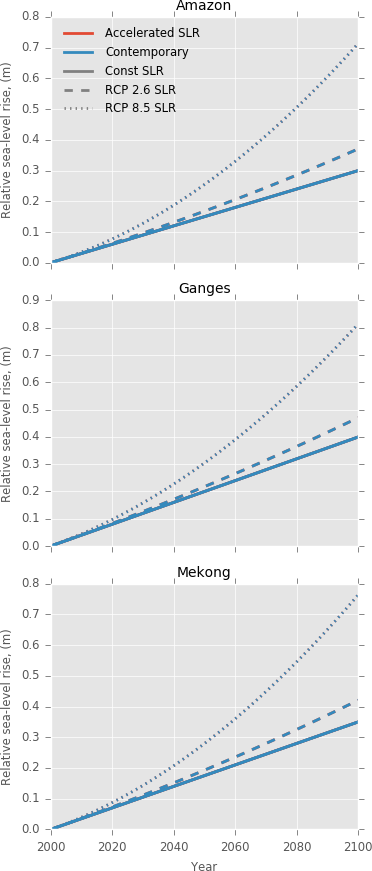 Amazon
0.8
0.7
0.6
0.5
0.4
0.3
0.2
0.1
0.0
Relative sea-level rise, (m)
Accelerated SLR
Contemporary
Const SLR
RCP 2.6 SLR
RCP 8.5 SLR
Ganges
0.9
0.8
0.7
0.6
0.5
0.4
0.3
0.2
0.1
0.0
Relative sea-level rise, (m)
Mekong
0.8
0.7
0.6
0.5
0.4
0.3
0.2
0.1
0.0
Relative sea-level rise, (m)
2000 2020 2040 2060 2080 2100
Year